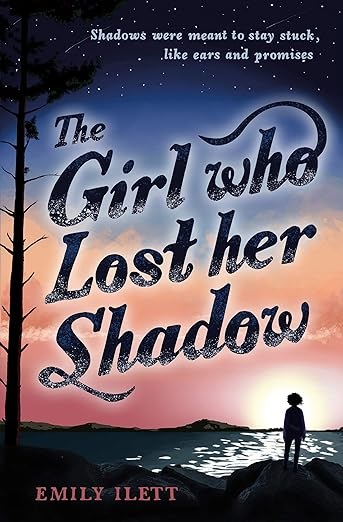 Shadows were meant to stay stuck,
like ears and promises
The
Girl who
Lost her
Shadow
EMILY ILETT